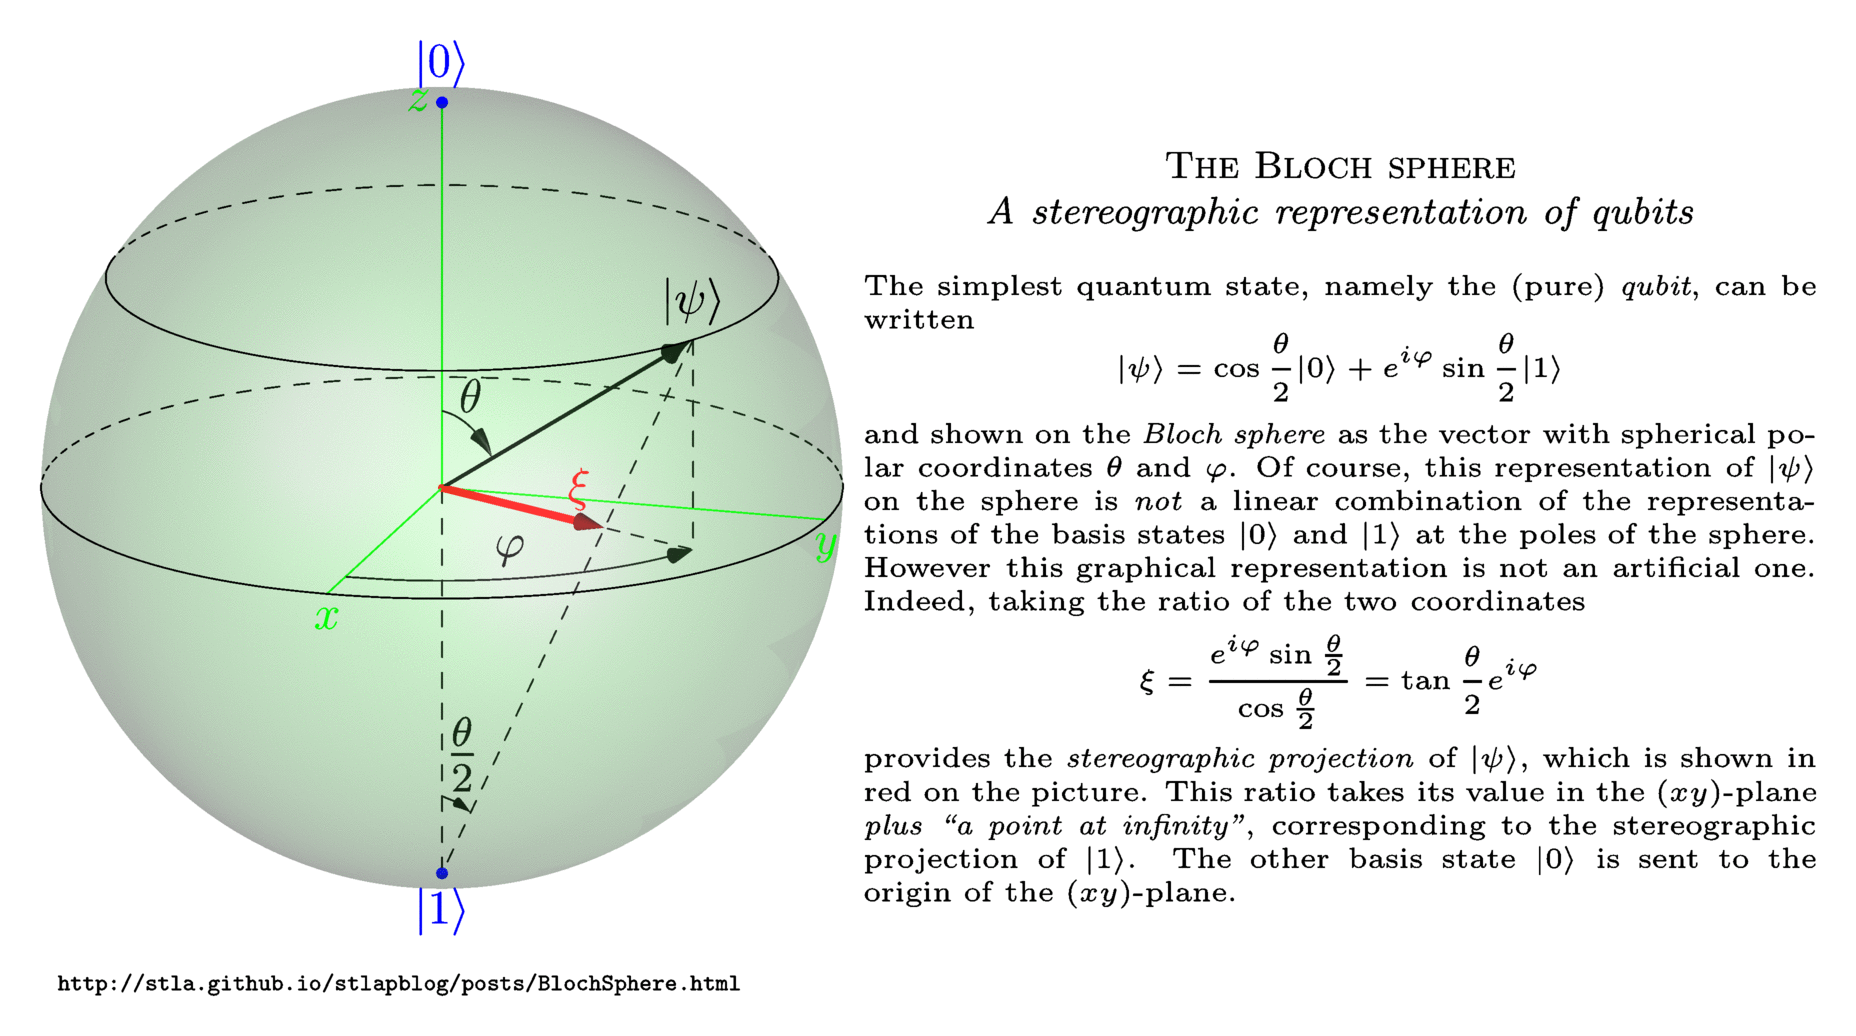 |0⟩
z
|ψ⟩
θ
ξ
φ
y
x
θ/2
|1⟩
http://stla.github.io/stlapblog/posts/BlochSphere.html
The Bloch sphere
A stereographic representation of qubits
The simplest quantum state, namely the (pure) qubit, can be
written
|ψ⟩ = cos θ/2 |0⟩ + e^{iφ} sin θ/2 |1⟩
and shown on the Bloch sphere as the vector with spherical po-
lar coordinates θ and φ. Of course, this representation of |ψ⟩
on the sphere is not a linear combination of the representa-
tions of the basis states |0⟩ and |1⟩ at the poles of the sphere.
However this graphical representation is not an artificial one.
Indeed, taking the ratio of the two coordinates
ξ = (e^{iφ} sin θ/2) / (cos θ/2) = tan θ/2 e^{iφ}
provides the stereographic projection of |ψ⟩, which is shown in
red on the picture. This ratio takes its value in the (xy)-plane
plus “a point at infinity”, corresponding to the stereographic
projection of |1⟩. The other basis state |0⟩ is sent to the
origin of the (xy)-plane.